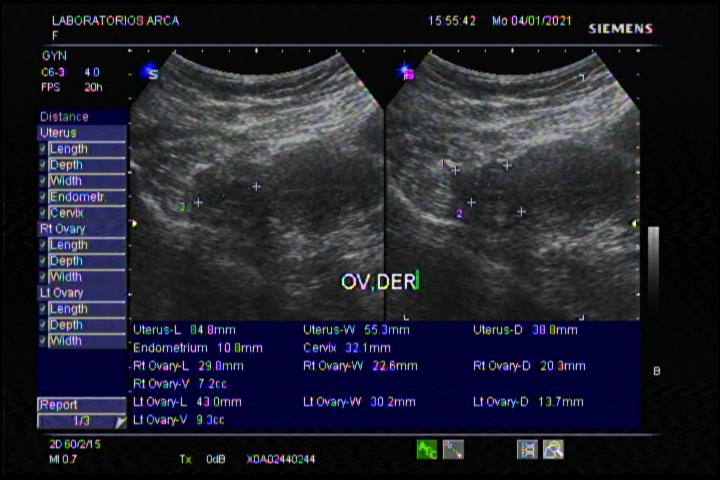 LABORATORIOS ARCA 15:55:42 Mo 04/01/2021 SIEMENS
F
GYN
C6-3 4.0
FPS 20h
S
Distance
Uterus
Length
Depth
Width
Endometr.
Cervix
Rt Ovary
Length
Depth
Width
Lt Ovary
Length
Depth
Width
3
1
2
OV,DER
Uterus-L 84.8mm Uterus-W 55.3mm Uterus-D 38.8mm
Endometrium 10.8mm Cervix 32.1mm
Rt Ovary-L 29.8mm Rt Ovary-W 22.6mm Rt Ovary-D 20.3mm
Rt Ovary-V 7.2cc
Lt Ovary-L 43.0mm Lt Ovary-W 30.2mm Lt Ovary-D 13.7mm
Lt Ovary-V 9.3cc
B
Report
1/3
2D 60/2/15
MI 0.7 Tx 0dB XDA02440244